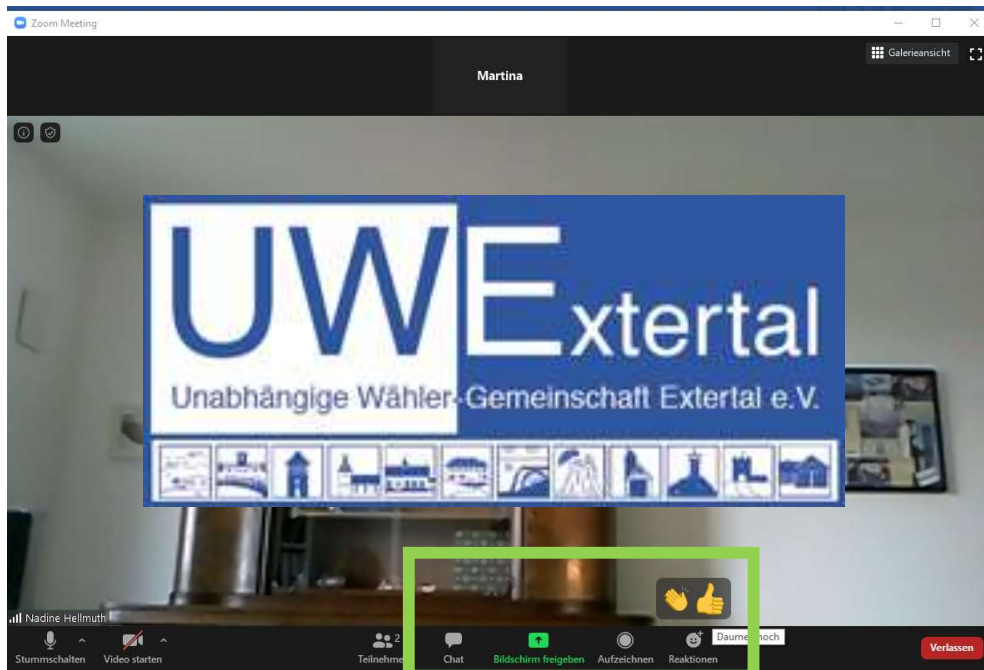 Zoom Meeting
Martina
Galerieansicht
UWExtertal
Unabhängige Wähler-Gemeinschaft Extertal e.V.
Nadine Hellmuth
2
Stummschalten
Video starten
Teilnehme
Chat
Bildschirm freigeben
Aufzeichnen
Reaktionen
Daumen hoch
Verlassen